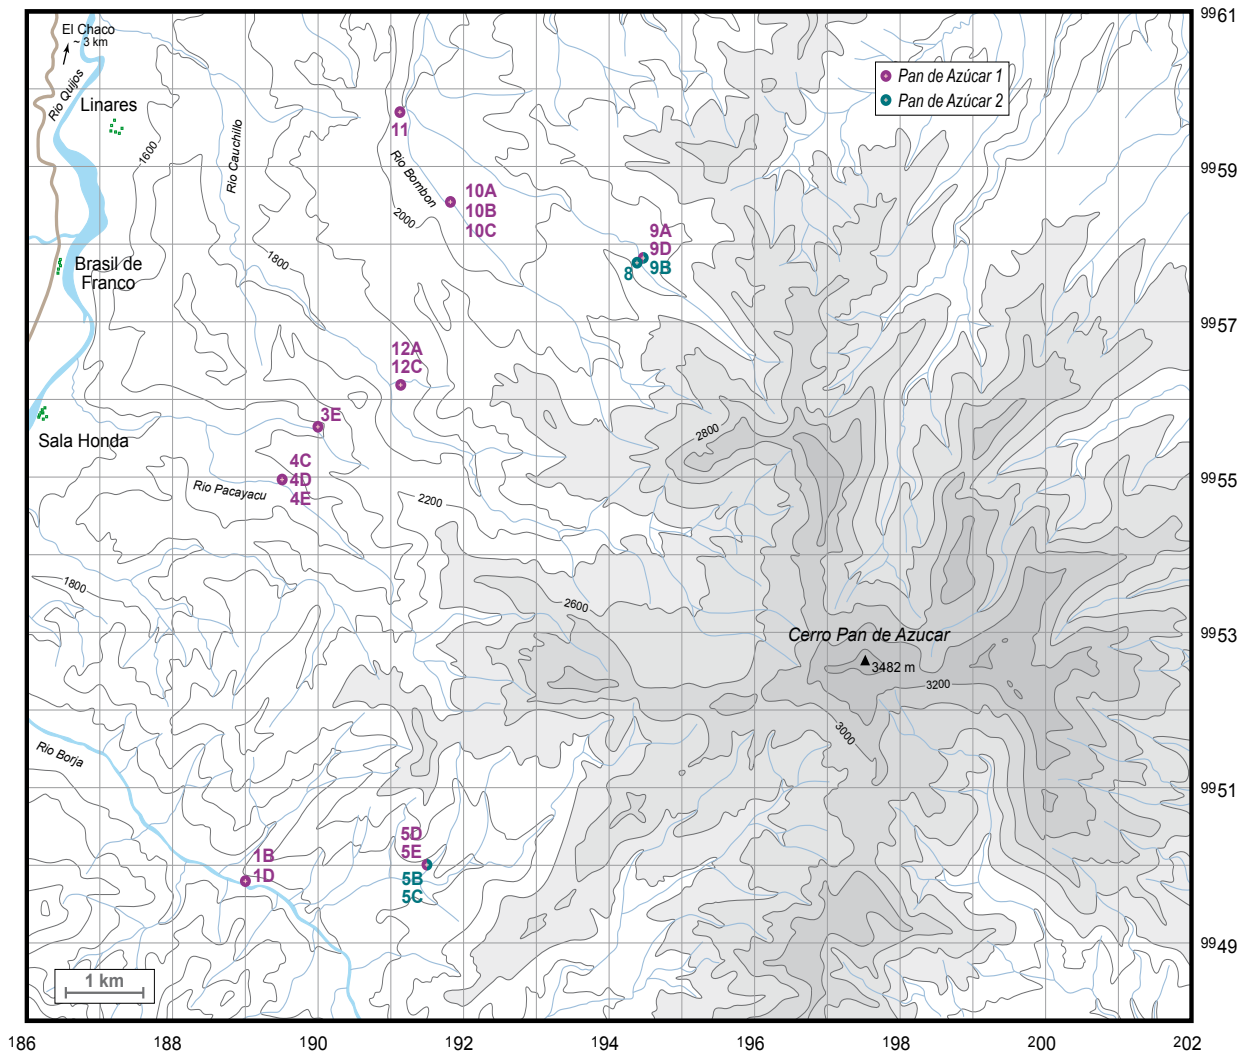 9961
El Chaco
~ 3 km
Rio Quijos
Linares
Pan de Azúcar 1
Pan de Azúcar 2
11
1600
Rio Cauchillo
Rio Bombon
9959
10A
10B
10C
2000
9A
9D
9B
8
1800
Brasil de
Franco
9957
12A
12C
3E
Sala Honda
2800
4C
4D
4E
Rio Pacayacu
2200
9955
1800
2600
9953
Cerro Pan de Azucar
3482 m
3200
3000
Rio Borja
9951
5D
5E
5B
5C
1B
1D
9949
1 km
186
188
190
192
194
196
198
200
202